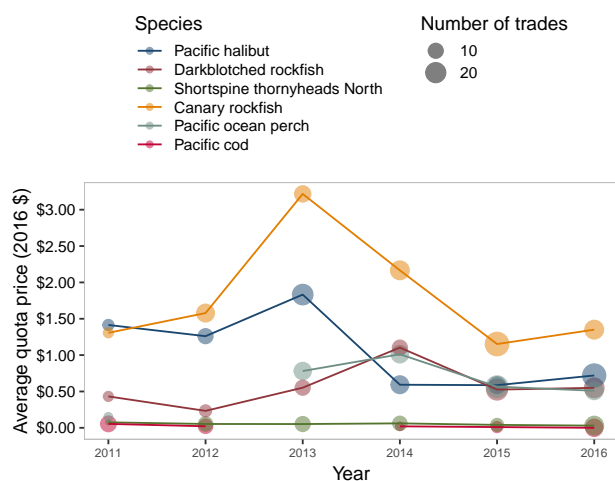 Species
Pacific halibut
Darkblotched rockfish
Shortspine thornyheads North
Canary rockfish
Pacific ocean perch
Pacific cod
Number of trades
10
20
Average quota price (2016 $)
$3.00
$2.50
$2.00
$1.50
$1.00
$0.50
$0.00
2011 2012 2013 2014 2015 2016
Year